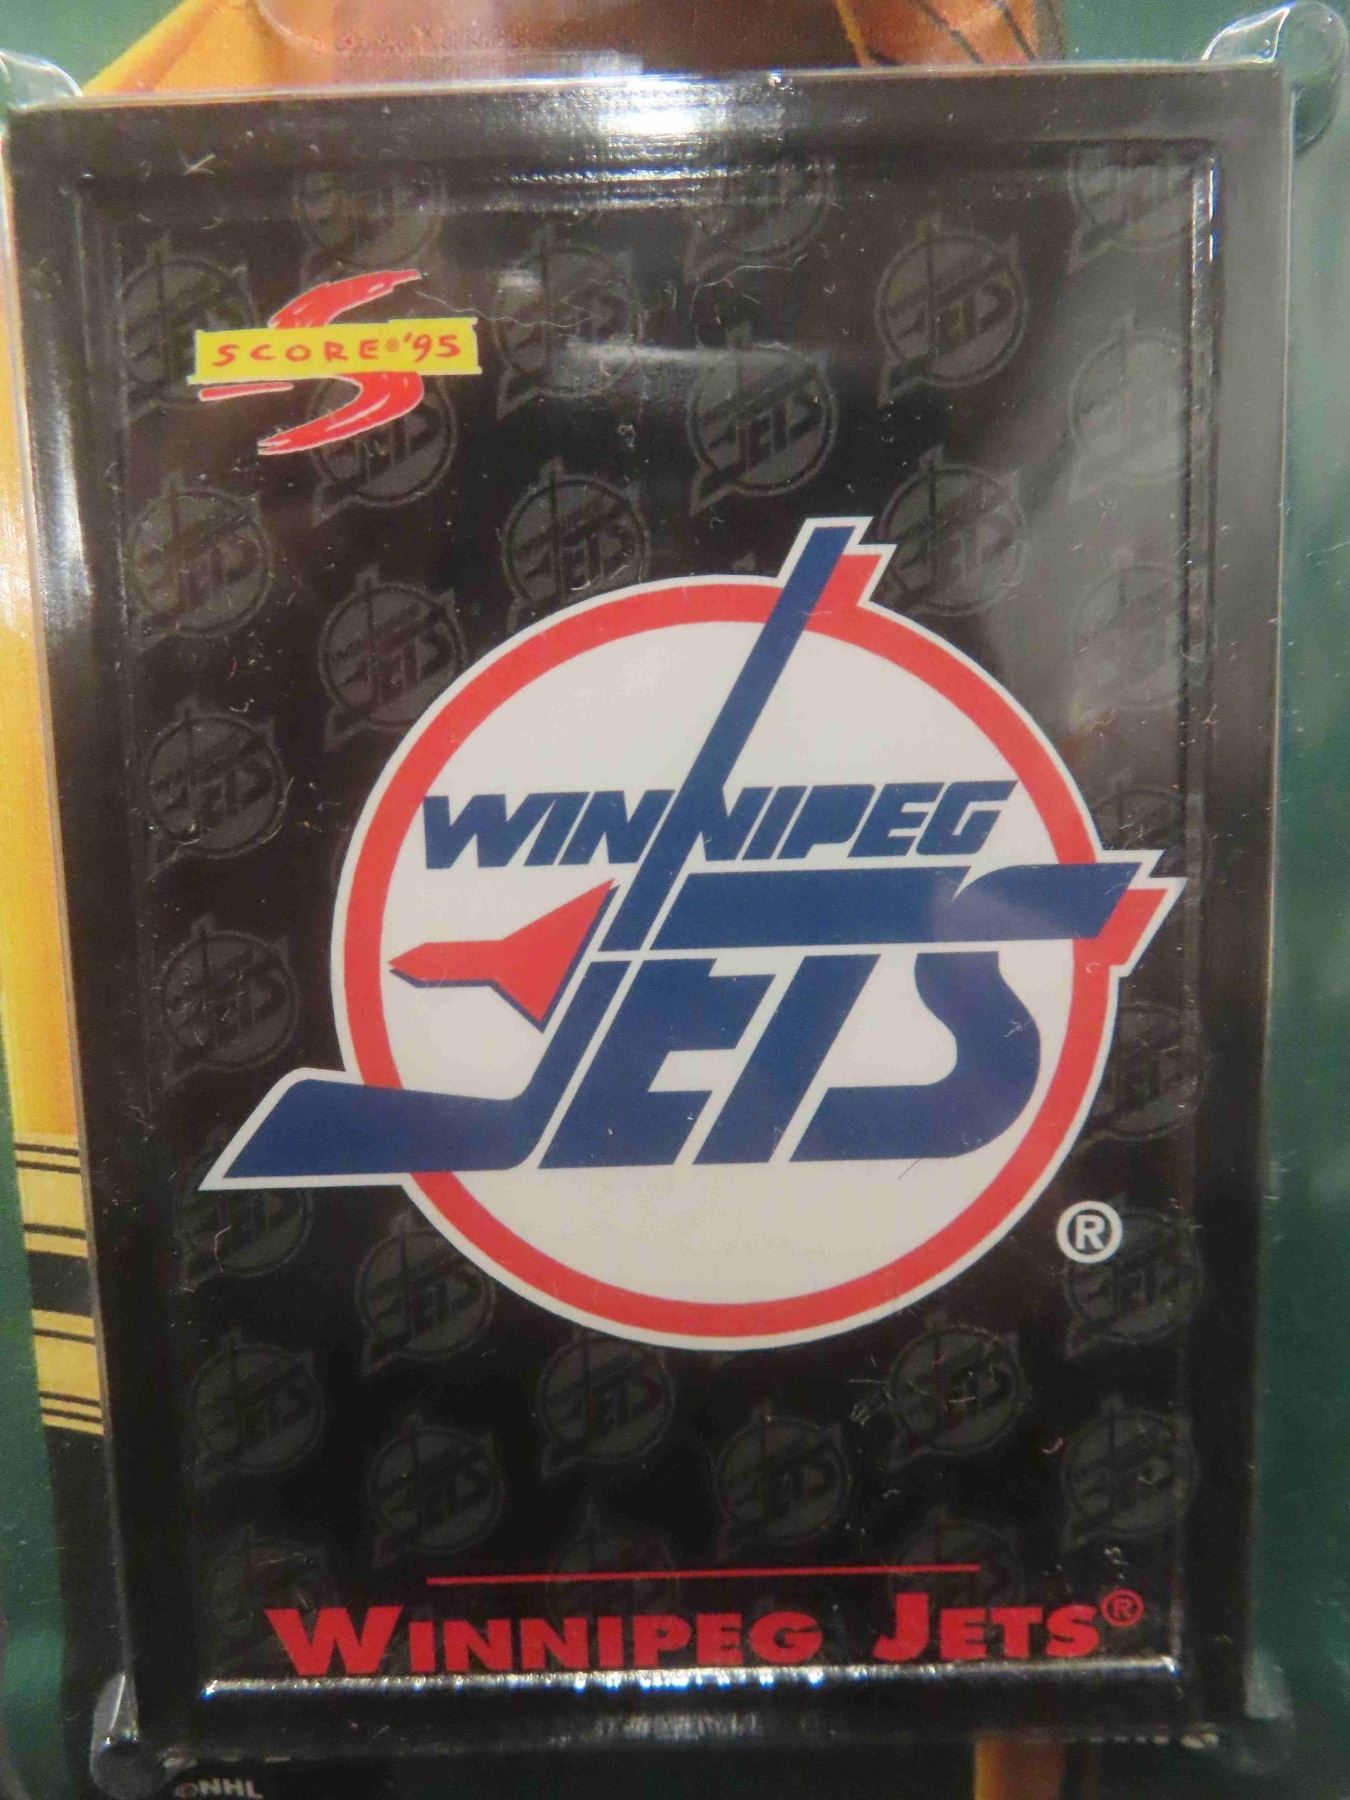 SCORE®'95
WINNIPEG
JETS
®
WINNIPEG JETS®
©NHL